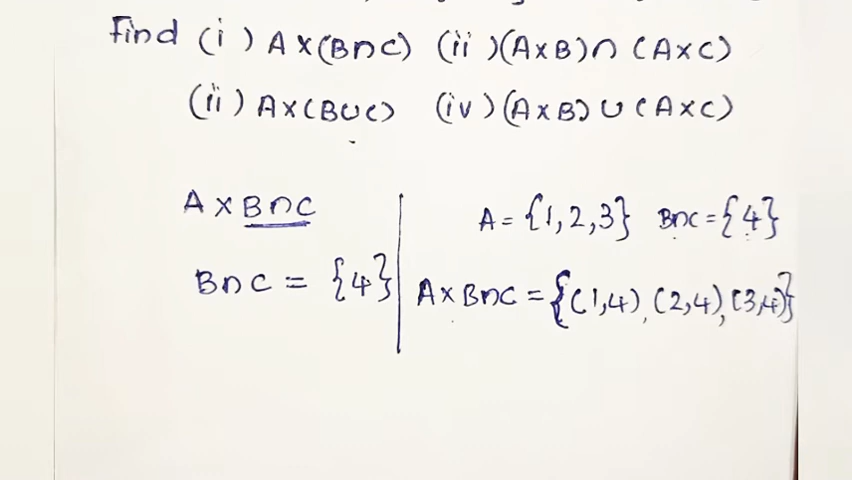 Find (i) A×(B∩C) (ii)(A×B)∩(A×C)
(ii) A×(B∪C) (iv)(A×B)∪(A×C)
A×B∩C
B∩C = {4}
A={1,2,3} B∩C={4}
A×B∩C={(1,4),(2,4),(3,4)}